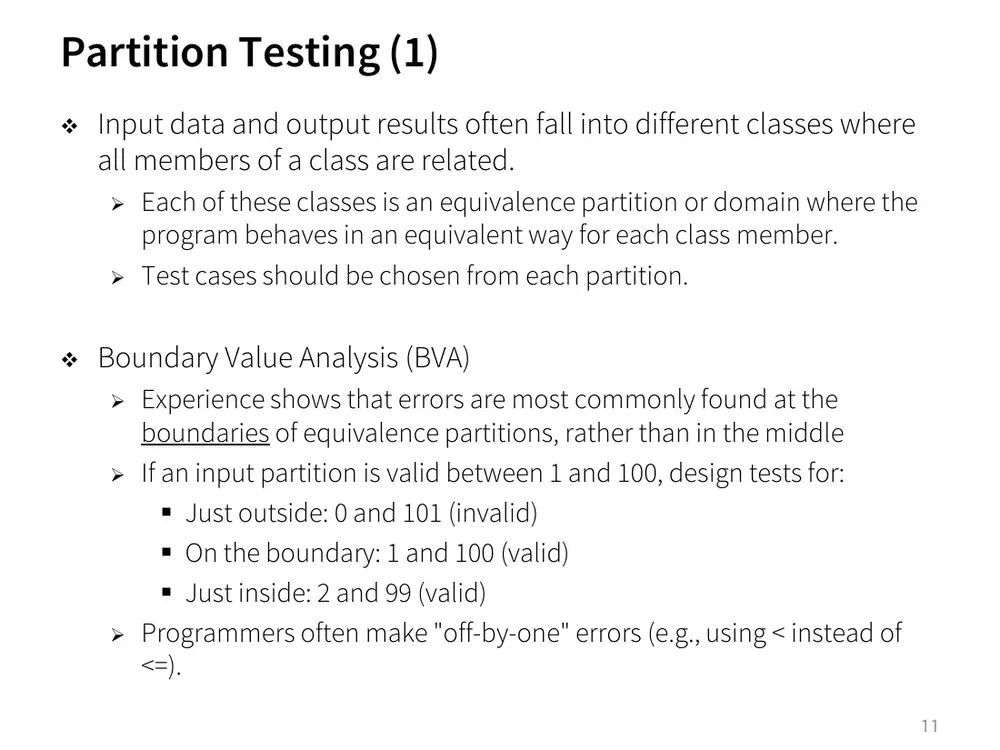 Partition Testing (1)
❖ Input data and output results often fall into different classes where
all members of a class are related.
➢ Each of these classes is an equivalence partition or domain where the
program behaves in an equivalent way for each class member.
➢ Test cases should be chosen from each partition.
❖ Boundary Value Analysis (BVA)
➢ Experience shows that errors are most commonly found at the
boundaries of equivalence partitions, rather than in the middle
➢ If an input partition is valid between 1 and 100, design tests for:
▪ Just outside: 0 and 101 (invalid)
▪ On the boundary: 1 and 100 (valid)
▪ Just inside: 2 and 99 (valid)
➢ Programmers often make "off-by-one" errors (e.g., using < instead of
<=).
11